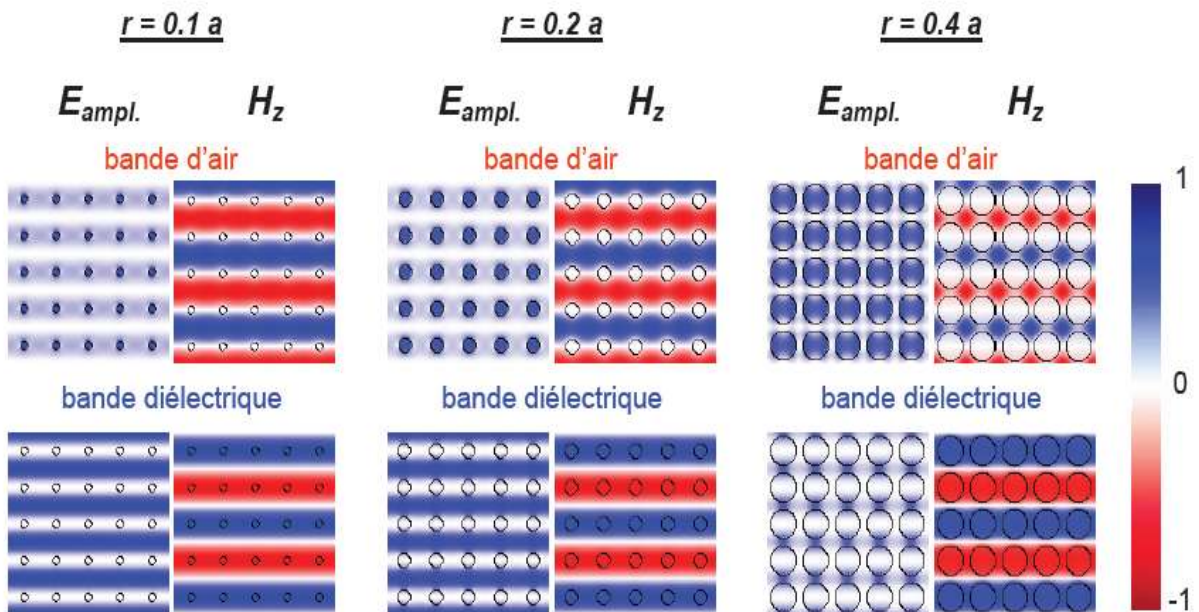 r = 0.1 a r = 0.2 a r = 0.4 a
Eampl. Hz Eampl. Hz Eampl. Hz
bande d'air bande d'air bande d'air
1
0
bande diélectrique bande diélectrique bande diélectrique
-1